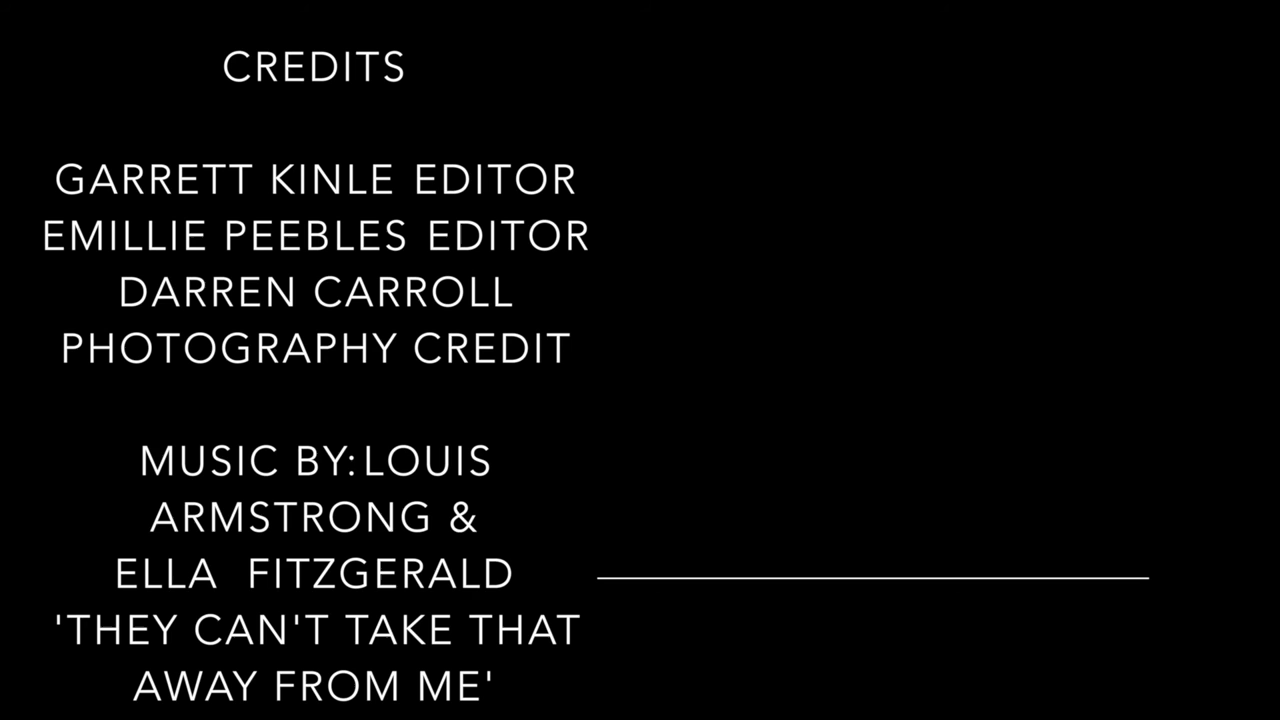 CREDITS
GARRETT KINLE EDITOR
EMILLIE PEEBLES EDITOR
DARREN CARROLL
PHOTOGRAPHY CREDIT
MUSIC BY: LOUIS
ARMSTRONG &
ELLA FITZGERALD
'THEY CAN'T TAKE THAT
AWAY FROM ME'